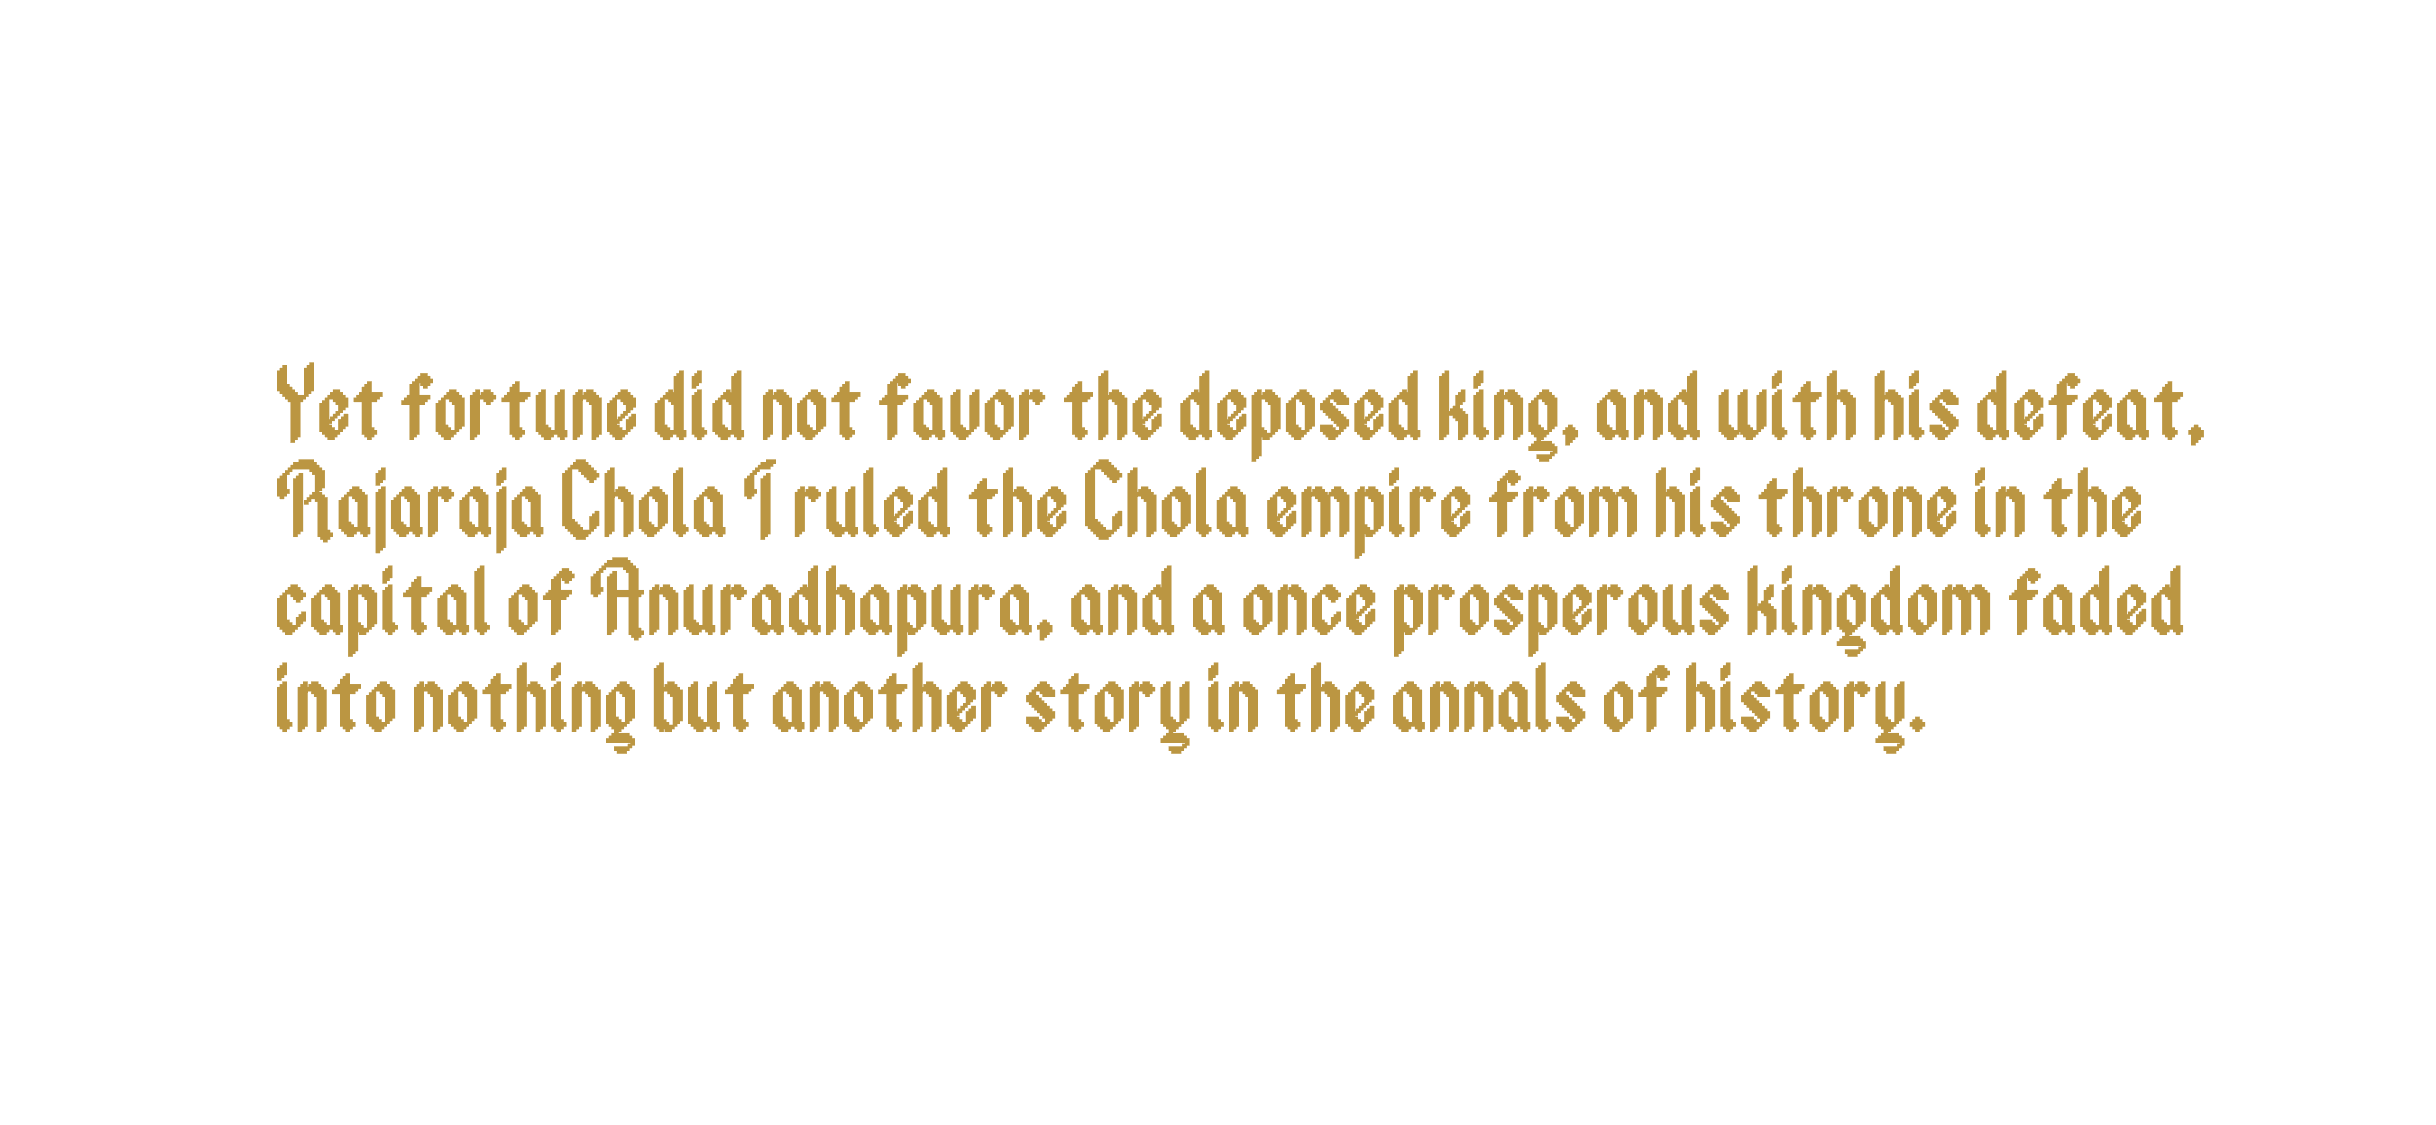 Yet fortune did not favor the deposed king, and with his defeat,
Rajaraja Chola I ruled the Chola empire from his throne in the
capital of Anuradhapura, and a once prosperous kingdom faded
into nothing but another story in the annals of history.